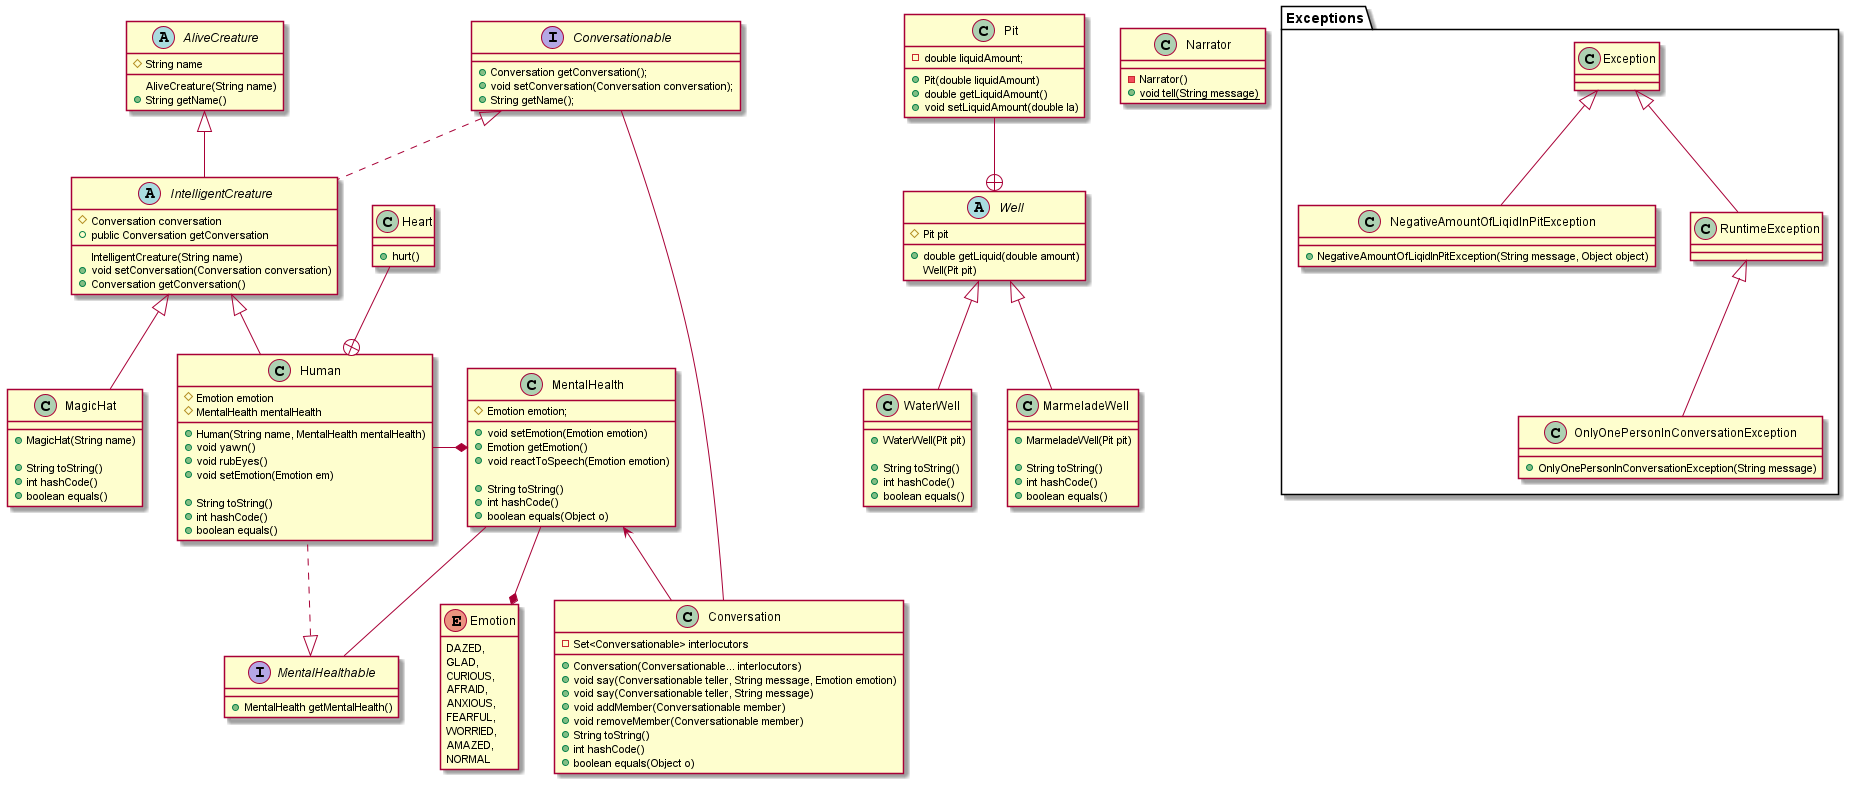 A AliveCreature
String name
AliveCreature(String name)
String getName()
I Conversationable
Conversation getConversation();
void setConversation(Conversation conversation);
String getName();
C Pit
double liquidAmount;
Pit(double liquidAmount)
double getLiquidAmount()
void setLiquidAmount(double la)
C Narrator
Narrator()
void tell(String message)
Exceptions
C Exception
A IntelligentCreature
Conversation conversation
public Conversation getConversation
IntelligentCreature(String name)
void setConversation(Conversation conversation)
Conversation getConversation()
C Heart
hurt()
A Well
Pit pit
double getLiquid(double amount)
Well(Pit pit)
C NegativeAmountOfLiqidInPitException
NegativeAmountOfLiqidInPitException(String message, Object object)
C RuntimeException
C MagicHat
MagicHat(String name)
String toString()
int hashCode()
boolean equals()
C Human
Emotion emotion
MentalHealth mentalHealth
Human(String name, MentalHealth mentalHealth)
void yawn()
void rubEyes()
void setEmotion(Emotion em)
String toString()
int hashCode()
boolean equals()
C MentalHealth
Emotion emotion;
void setEmotion(Emotion emotion)
Emotion getEmotion()
void reactToSpeech(Emotion emotion)
String toString()
int hashCode()
boolean equals(Object o)
C WaterWell
WaterWell(Pit pit)
String toString()
int hashCode()
boolean equals()
C MarmeladeWell
MarmeladeWell(Pit pit)
String toString()
int hashCode()
boolean equals()
C OnlyOnePersonInConversationException
OnlyOnePersonInConversationException(String message)
I MentalHealthable
MentalHealth getMentalHealth()
E Emotion
DAZED,
GLAD,
CURIOUS,
AFRAID,
ANXIOUS,
FEARFUL,
WORRIED,
AMAZED,
NORMAL
C Conversation
Set<Conversationable> interlocutors
Conversation(Conversationable... interlocutors)
void say(Conversationable teller, String message, Emotion emotion)
void say(Conversationable teller, String message)
void addMember(Conversationable member)
void removeMember(Conversationable member)
String toString()
int hashCode()
boolean equals(Object o)